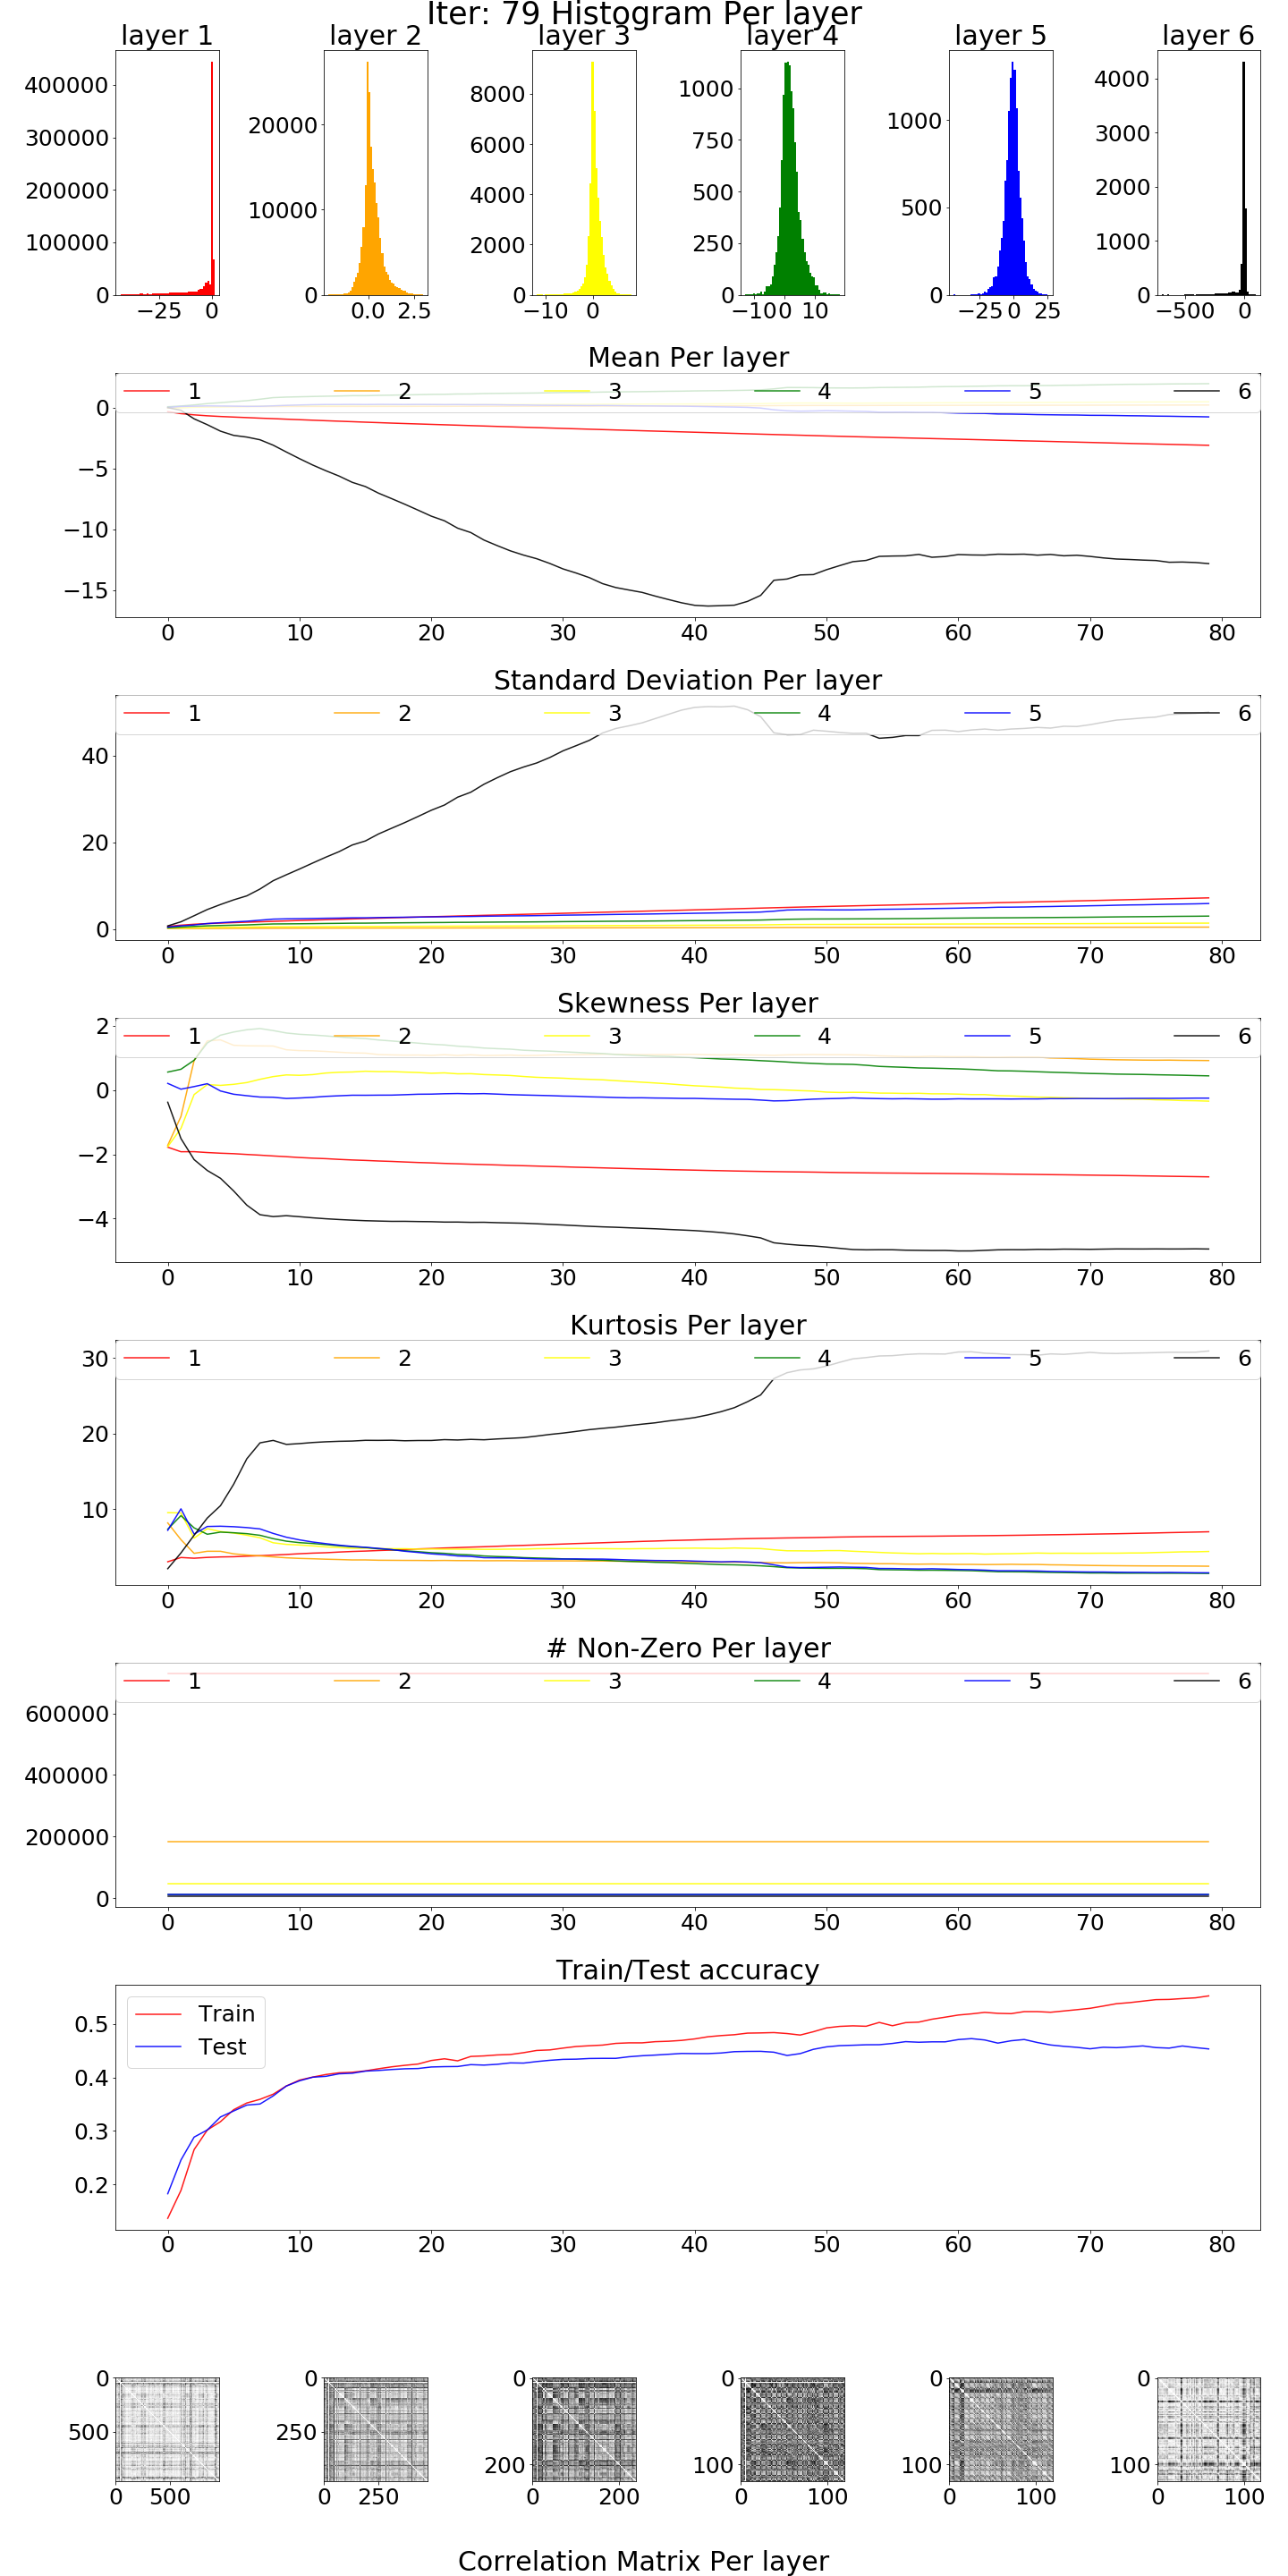 Iter: 79 Histogram Per layer
layer 1 layer 2 layer 3 layer 4 layer 5 layer 6
400000
300000
200000
100000
0
−25 0
20000
10000
0
0.0 2.5
8000
6000
4000
2000
0
−10 0
1000
750
500
250
0
−10 0 10
1000
500
0
−25 0 25
4000
3000
2000
1000
0
−500 0
Mean Per layer
1 2 3 4 5 6
0
−5
−10
−15
0 10 20 30 40 50 60 70 80
Standard Deviation Per layer
1 2 3 4 5 6
40
20
0
0 10 20 30 40 50 60 70 80
Skewness Per layer
1 2 3 4 5 6
2
0
−2
−4
0 10 20 30 40 50 60 70 80
Kurtosis Per layer
1 2 3 4 5 6
30
20
10
0 10 20 30 40 50 60 70 80
# Non-Zero Per layer
1 2 3 4 5 6
600000
400000
200000
0
0 10 20 30 40 50 60 70 80
Train/Test accuracy
Train
Test
0.5
0.4
0.3
0.2
0 10 20 30 40 50 60 70 80
0
500
0 500
0
250
0 250
0
200
0 200
0
100
0 100
0
100
0 100
0
100
0 100
Correlation Matrix Per layer